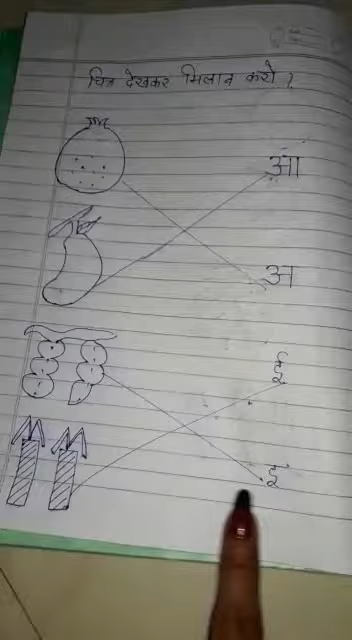 चित्र देखकर मिलान करो ?
आ
अ
ई
इ